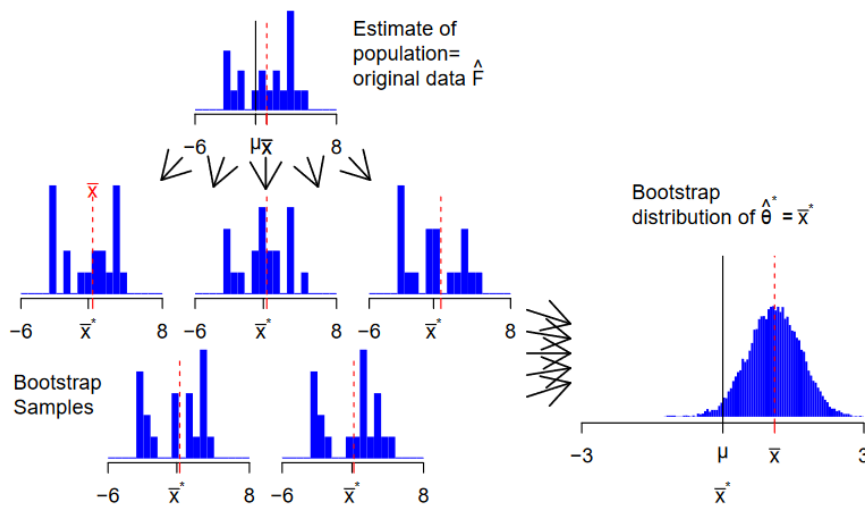 Estimate of
population=
original data F̂
−6 μ x̄ 8
x̄
−6 x̄* 8
−6 x̄* 8
−6 x̄* 8
Bootstrap
Samples
−6 x̄* 8
−6 x̄* 8
Bootstrap
distribution of θ̂* = x̄*
−3 μ x̄ 3
x̄*